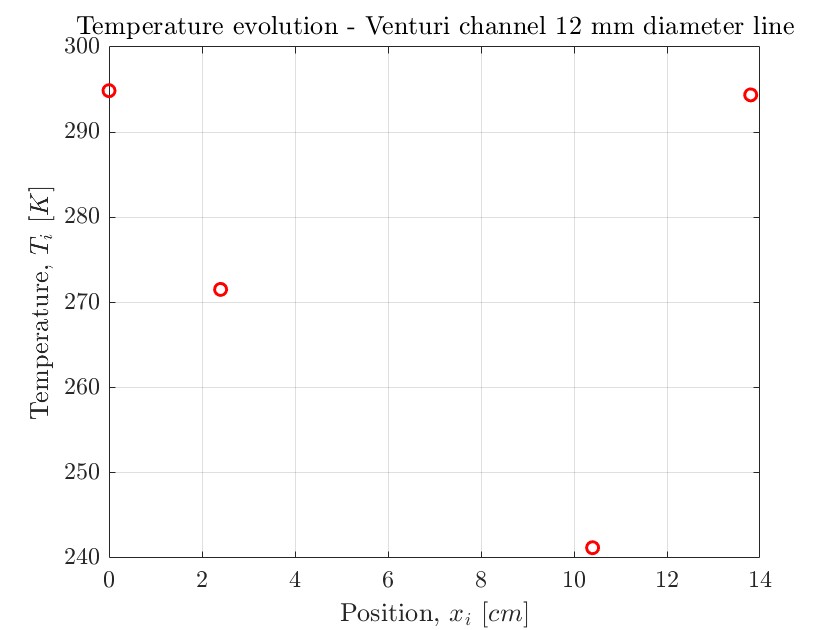 Temperature evolution - Venturi channel 12 mm diameter line
300
290
280
270
260
250
240
Temperature, T_i [K]
0 2 4 6 8 10 12 14
Position, x_i [cm]